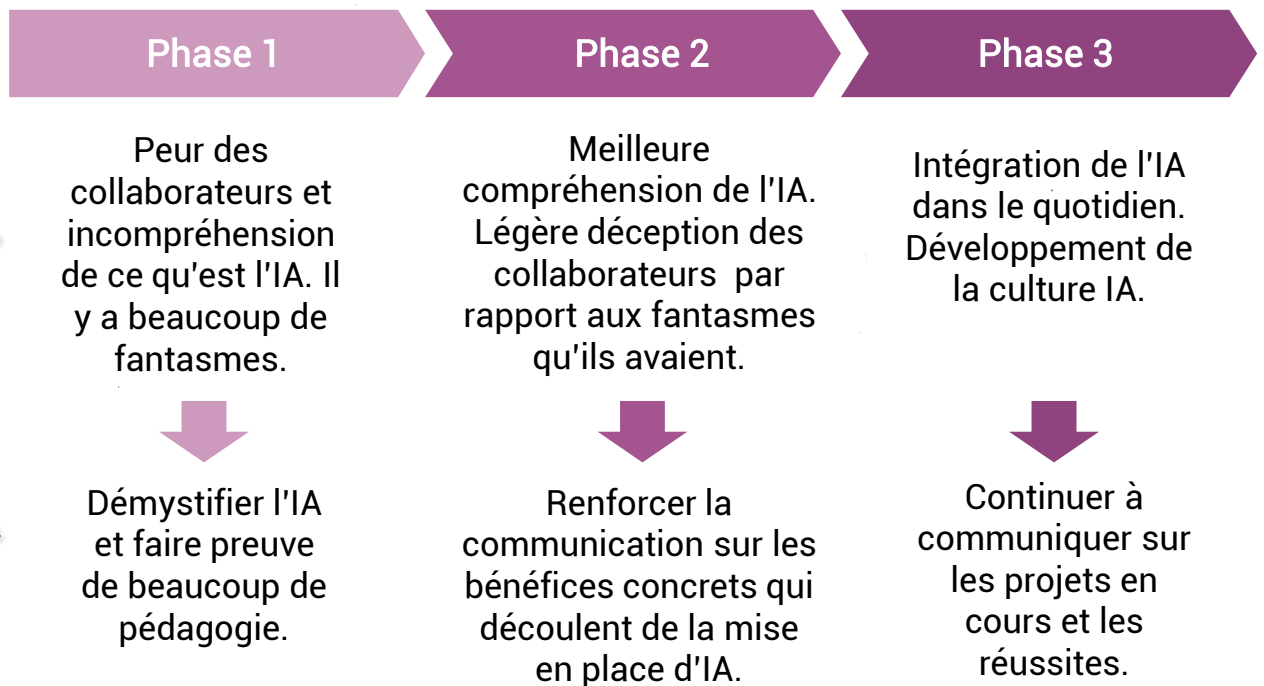 Phase 1
Phase 2
Phase 3
Peur des
collaborateurs et
incompréhension
de ce qu'est l'IA. Il
y a beaucoup de
fantasmes.
Meilleure
compréhension de l'IA.
Légère déception des
collaborateurs par
rapport aux fantasmes
qu'ils avaient.
Intégration de l'IA
dans le quotidien.
Développement de
la culture IA.
Démystifier l'IA
et faire preuve
de beaucoup de
pédagogie.
Renforcer la
communication sur les
bénéfices concrets qui
découlent de la mise
en place d'IA.
Continuer à
communiquer sur
les projets en
cours et les
réussites.